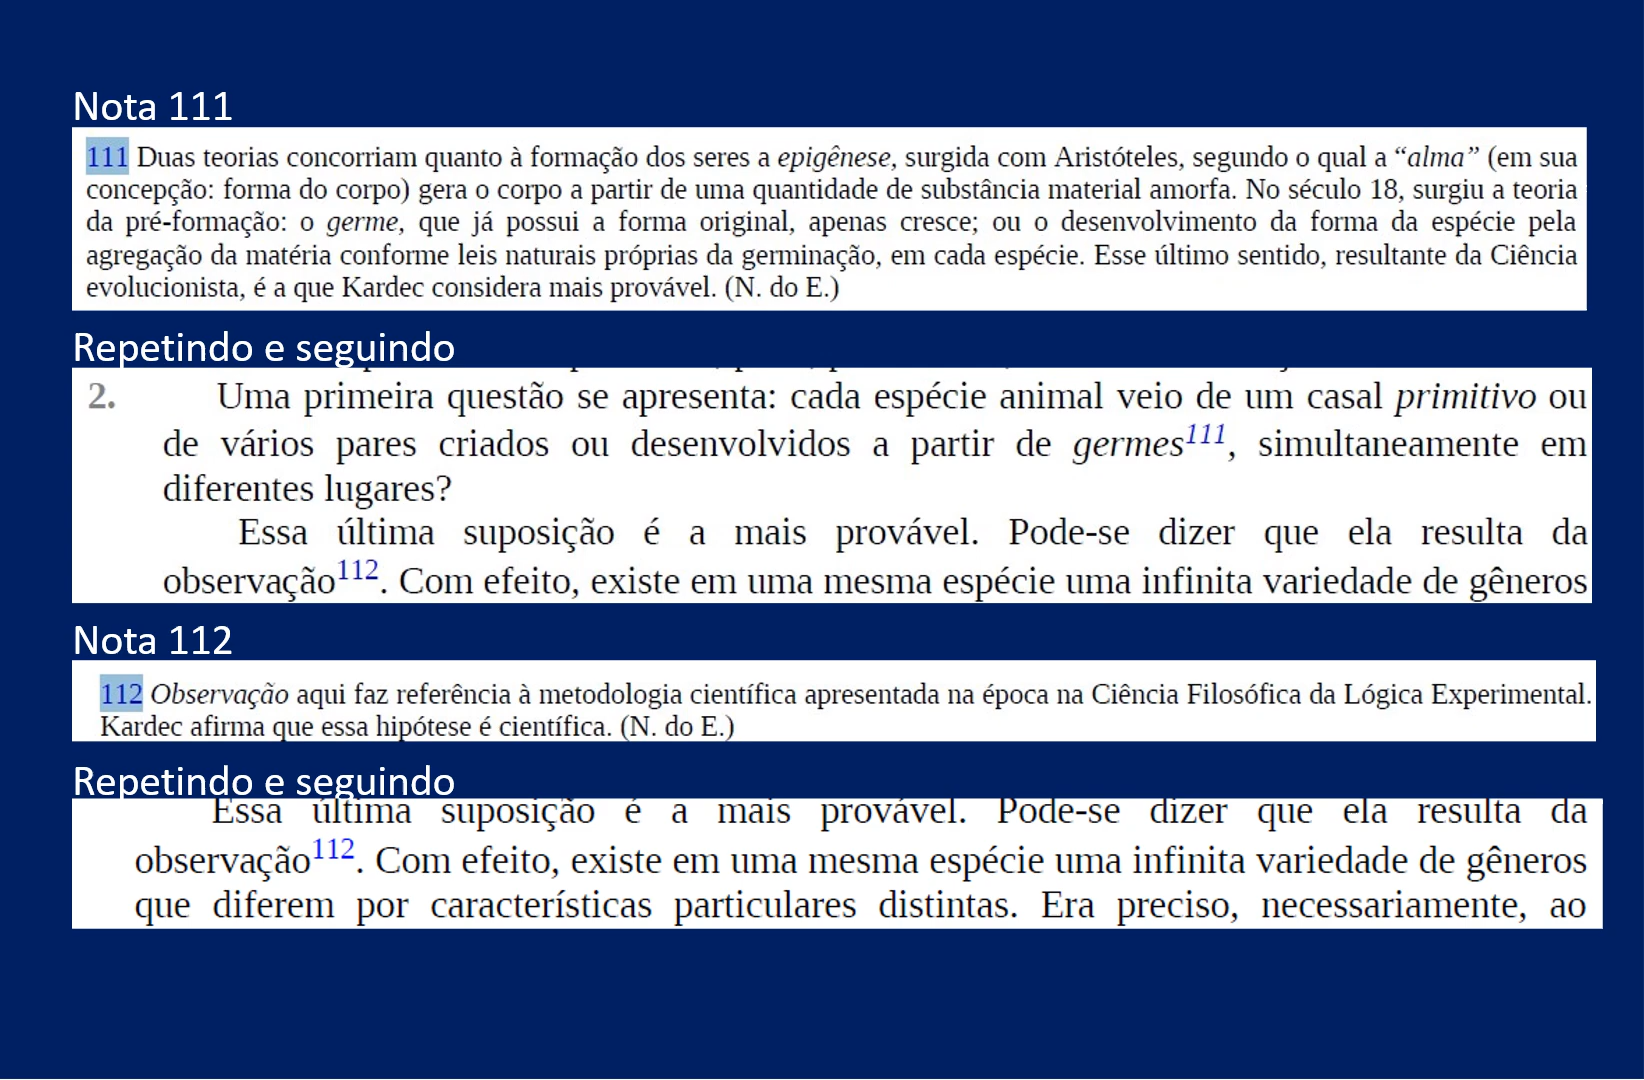 Nota 111
111 Duas teorias concorriam quanto à formação dos seres a epigênese, surgida com Aristóteles, segundo o qual a “alma” (em sua
concepção: forma do corpo) gera o corpo a partir de uma quantidade de substância material amorfa. No século 18, surgiu a teoria
da pré-formação: o germe, que já possui a forma original, apenas cresce; ou o desenvolvimento da forma da espécie pela
agregação da matéria conforme leis naturais próprias da germinação, em cada espécie. Esse último sentido, resultante da Ciência
evolucionista, é a que Kardec considera mais provável. (N. do E.)
Repetindo e seguindo
2. Uma primeira questão se apresenta: cada espécie animal veio de um casal primitivo ou
de vários pares criados ou desenvolvidos a partir de germes111, simultaneamente em
diferentes lugares?
Essa última suposição é a mais provável. Pode-se dizer que ela resulta da
observação112. Com efeito, existe em uma mesma espécie uma infinita variedade de gêneros
Nota 112
112 Observação aqui faz referência à metodologia científica apresentada na época na Ciência Filosófica da Lógica Experimental.
Kardec afirma que essa hipótese é científica. (N. do E.)
Repetindo e seguindo
Essa última suposição é a mais provável. Pode-se dizer que ela resulta da
observação112. Com efeito, existe em uma mesma espécie uma infinita variedade de gêneros
que diferem por características particulares distintas. Era preciso, necessariamente, ao